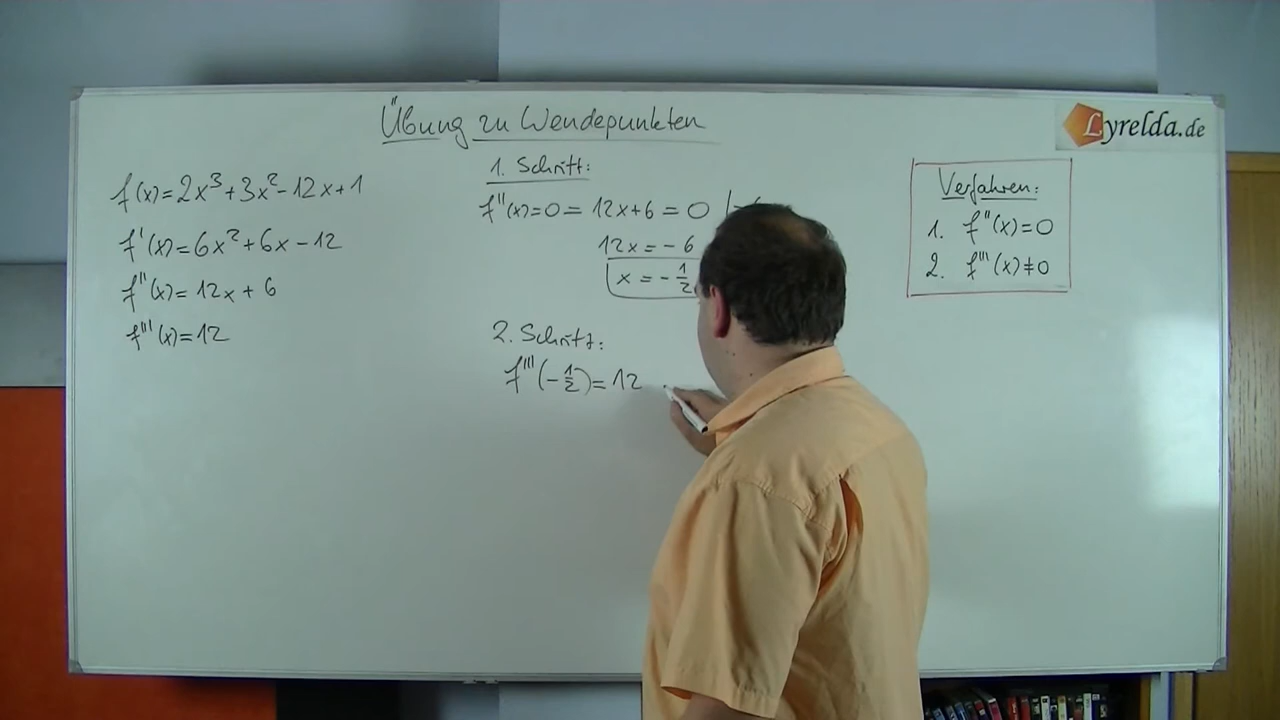 Übung zu Wendepunkten
Lyrelda.de
f(x)=2x³+3x²-12x+1
f'(x)=6x²+6x-12
f''(x)=12x+6
f'''(x)=12
1. Schritt:
f''(x)=0=12x+6=0
12x=-6
x=-1/2
2. Schritt:
f'''(-1/2)=12
Verfahren:
1. f''(x)=0
2. f'''(x)≠0